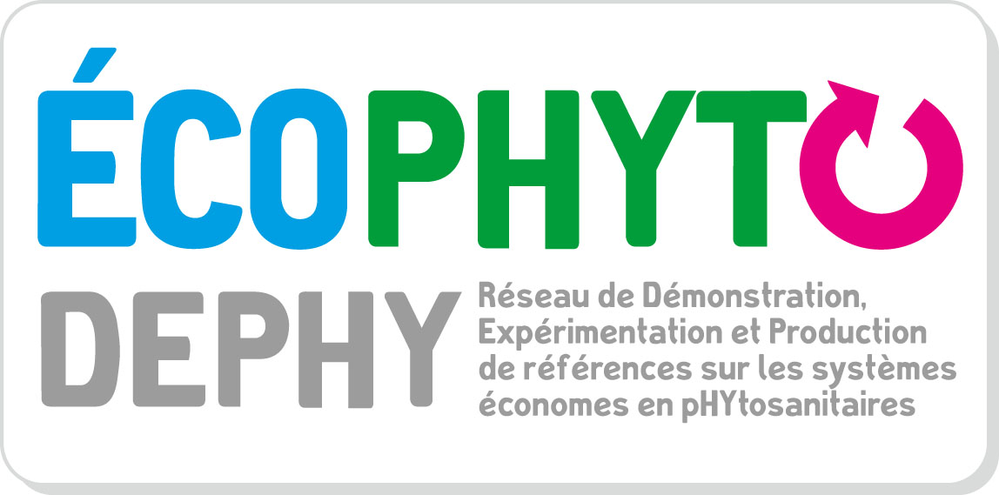 ÉCOPHYTO
DEPHY
Réseau de Démonstration,
Expérimentation et Production
de références sur les systèmes
économes en pHYtosanitaires